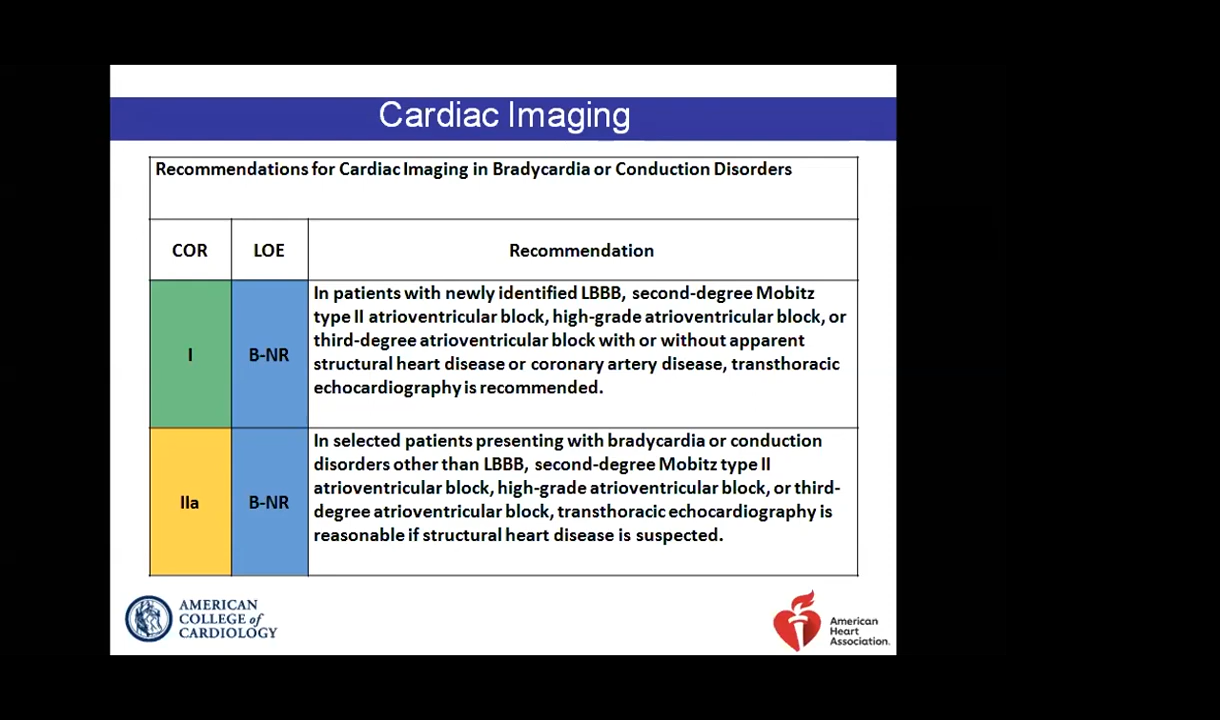 Cardiac Imaging
Recommendations for Cardiac Imaging in Bradycardia or Conduction Disorders
COR
LOE
Recommendation
I
B-NR
In patients with newly identified LBBB, second-degree Mobitz
type II atrioventricular block, high-grade atrioventricular block, or
third-degree atrioventricular block with or without apparent
structural heart disease or coronary artery disease, transthoracic
echocardiography is recommended.
IIa
B-NR
In selected patients presenting with bradycardia or conduction
disorders other than LBBB, second-degree Mobitz type II
atrioventricular block, high-grade atrioventricular block, or third-
degree atrioventricular block, transthoracic echocardiography is
reasonable if structural heart disease is suspected.
AMERICAN
COLLEGE of
CARDIOLOGY
American
Heart
Association.